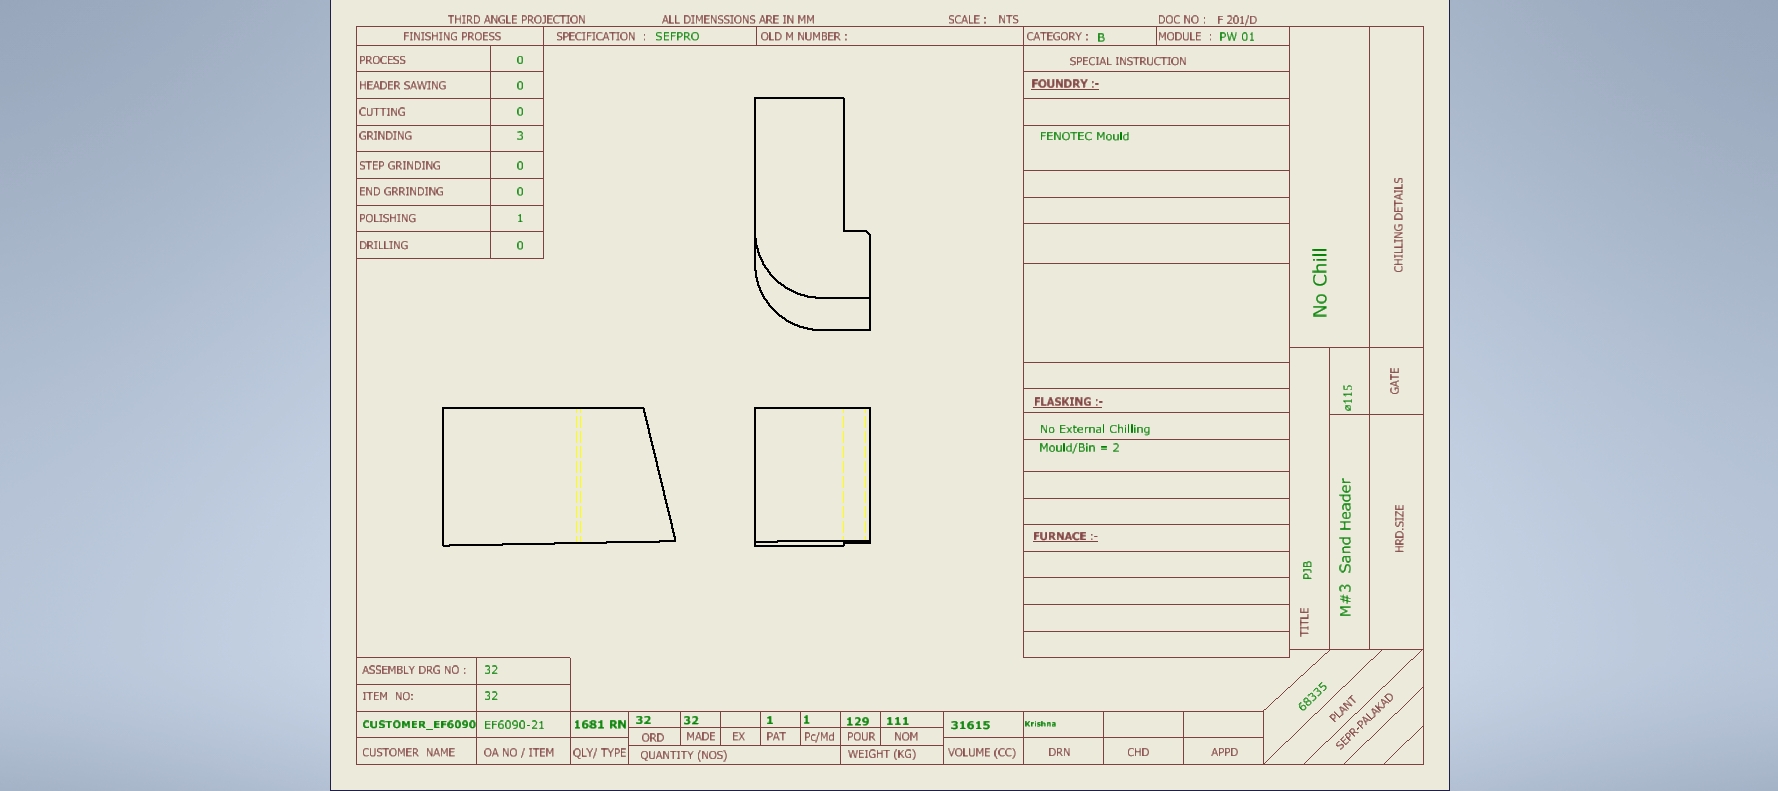 THIRD ANGLE PROJECTION ALL DIMENSSIONS ARE IN MM SCALE : NTS DOC NO : F 201/D
FINISHING PROESS SPECIFICATION : SEFPRO OLD M NUMBER : CATEGORY : B MODULE : PW 01
PROCESS 0
HEADER SAWING 0
CUTTING 0
GRINDING 3
STEP GRINDING 0
END GRRINDING 0
POLISHING 1
DRILLING 0
SPECIAL INSTRUCTION
FOUNDRY :-
FENOTEC Mould
FLASKING :-
No External Chilling
Mould/Bin = 2
FURNACE :-
No Chill
CHILLING DETAILS
ø115
GATE
TITLE PJB
M#3 Sand Header
HRD.SIZE
68335
PLANT
SEPR-PALAKAD
ASSEMBLY DRG NO : 32
ITEM NO: 32
CUSTOMER_EF6090 EF6090-21 1681 RN 32 32 1 1 129 111 31615 Krishna
ORD MADE EX PAT Pc/Md POUR NOM
CUSTOMER NAME OA NO / ITEM QLY/ TYPE QUANTITY (NOS) WEIGHT (KG) VOLUME (CC) DRN CHD APPD